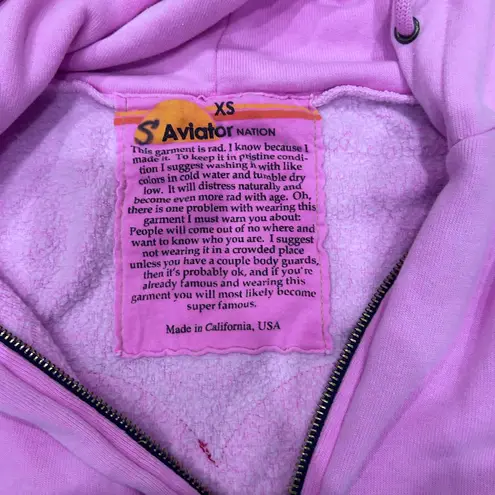 XS
S Aviator NATION
This garment is rad. I know because I
made it. To keep it in pristine condi-
tion I suggest washing it with like
colors in cold water and tumble dry
low. It will distress naturally and
become even more rad with age. Oh,
there is one problem with wearing this
garment I must warn you about:
People will come out of no where and
want to know who you are. I suggest
not wearing it in a crowded place
unless you have a couple body guards,
then it's probably ok, and if you're
already famous and wearing this
garment you will most likely become
super famous.
Made in California, USA